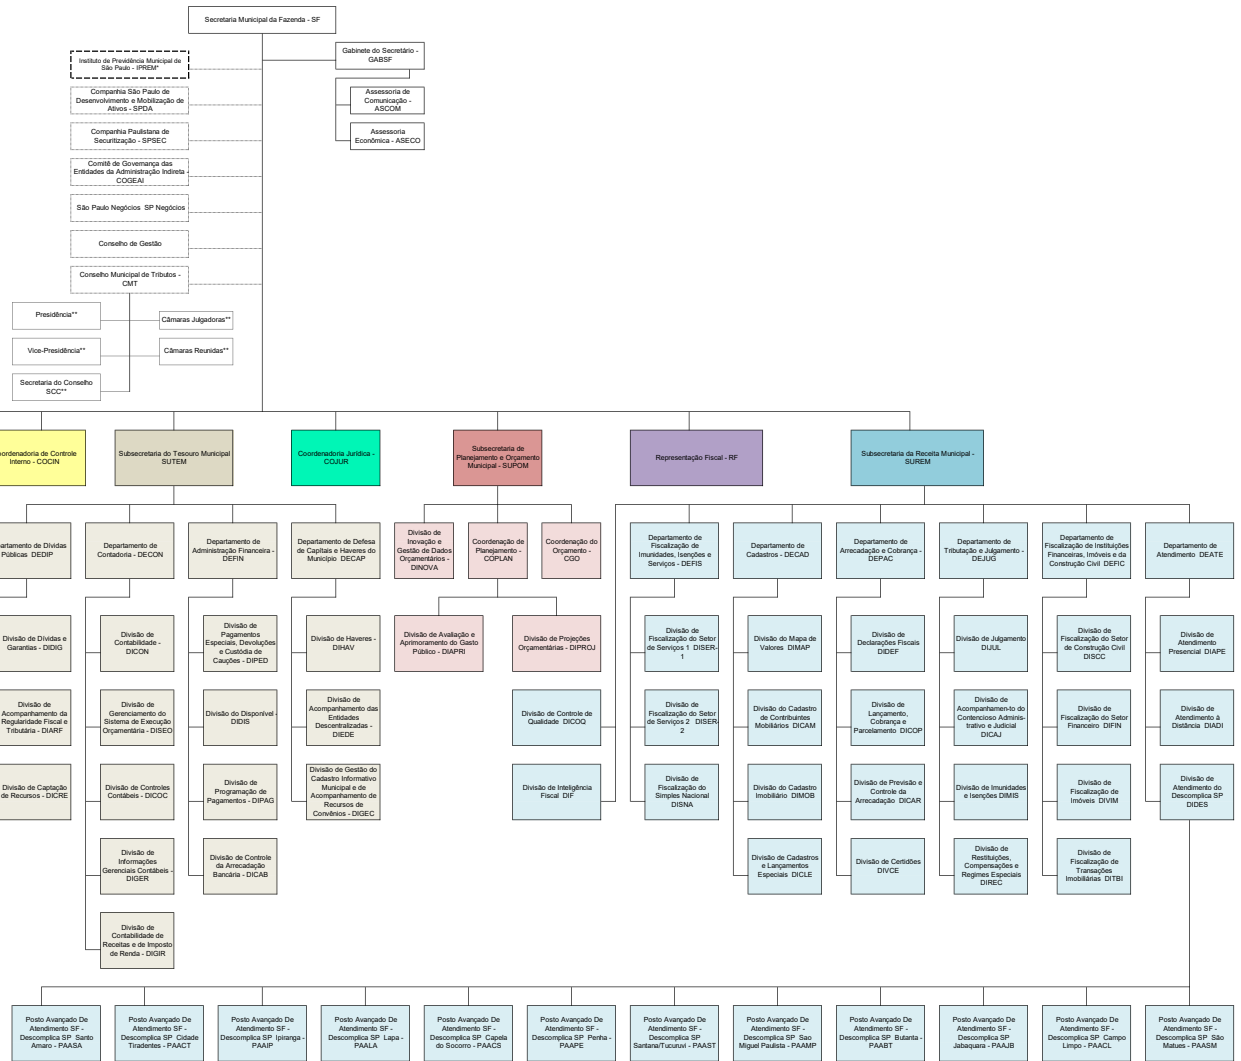 Secretaria Municipal da Fazenda - SF
Gabinete do Secretário -
GABSF
Assessoria de
Comunicação -
ASCOM
Assessoria
Econômica - ASECO
Instituto de Previdência Municipal de
São Paulo - IPREM*
Companhia São Paulo de
Desenvolvimento e Mobilização de
Ativos - SPDA
Companhia Paulistana de
Securitização - SPSEC
Comitê de Governança das
Entidades da Administração Indireta -
COGEAI
São Paulo Negócios SP Negócios
Conselho de Gestão
Conselho Municipal de Tributos -
CMT
Presidência**
Câmaras Julgadoras**
Vice-Presidência**
Câmaras Reunidas**
Secretaria do Conselho
SCC**
oordenadoria de Controle
Interno - COCIN
Subsecretaria do Tesouro Municipal
SUTEM
Coordenadoria Jurídica -
COJUR
Subsecretaria de
Planejamento e Orçamento
Municipal - SUPOM
Representação Fiscal - RF
Subsecretaria da Receita Municipal -
SUREM
artamento de Dívidas
Públicas DEDIP
Departamento de
Contadoria - DECON
Departamento de
Administração Financeira -
DEFIN
Departamento de Defesa
de Capitais e Haveres do
Município DECAP
Divisão de
Inovação e
Gestão de Dados
Orçamentários -
DINOVA
Coordenação de
Planejamento -
COPLAN
Coordenação do
Orçamento -
CGO
Departamento de
Fiscalização de
Imunidades, Isenções e
Serviços - DEFIS
Departamento de
Cadastros - DECAD
Departamento de
Arrecadação e Cobrança -
DEPAC
Departamento de
Tributação e Julgamento -
DEJUG
Departamento de
Fiscalização de Instituições
Financeiras, Imóveis e da
Construção Civil DEFIC
Departamento de
Atendimento DEATE
Divisão de Dívidas e
Garantias - DIDIG
Divisão de
Contabilidade -
DICON
Divisão de
Pagamentos
Especiais, Devoluções
e Custódia de
Cauções - DIPED
Divisão de Haveres -
DIHAV
Divisão de Avaliação e
Aprimoramento do Gasto
Público - DIAPRI
Divisão de Projeções
Orçamentárias - DIPROJ
Divisão de
Fiscalização do Setor
de Serviços 1 DISER-
1
Divisão do Mapa de
Valores DIMAP
Divisão de
Declarações Fiscais
DIDEF
Divisão de Julgamento
DIJUL
Divisão de
Fiscalização do Setor
de Construção Civil
DISCC
Divisão de
Atendimento
Presencial DIAPE
Divisão de
Acompanhamento da
Regularidade Fiscal e
Tributária - DIARF
Divisão de
Gerenciamento do
Sistema de Execução
Orçamentária - DISEO
Divisão do Disponível -
DIDIS
Divisão de
Acompanhamento das
Entidades
Descentralizadas -
DIEDE
Divisão de Controle de
Qualidade DICOQ
Divisão de
Fiscalização do Setor
de Serviços 2 DISER-
2
Divisão do Cadastro
de Contribuintes
Mobiliários DICAM
Divisão de
Lançamento,
Cobrança e
Parcelamento DICOP
Divisão de
Acompanhamen-to do
Contencioso Adminis-
trativo e Judicial
DICAJ
Divisão de
Fiscalização do Setor
Financeiro DIFIN
Divisão de
Atendimento à
Distância DIADI
Divisão de Captação
de Recursos - DICRE
Divisão de Controles
Contábeis - DICOC
Divisão de
Programação de
Pagamentos - DIPAG
Divisão de Gestão do
Cadastro Informativo
Municipal e de
Acompanhamento de
Recursos de
Convênios - DIGEC
Divisão de Inteligência
Fiscal DIF
Divisão de
Fiscalização do
Simples Nacional
DISNA
Divisão do Cadastro
Imobiliário DIMOB
Divisão de Previsão e
Controle da
Arrecadação DICAR
Divisão de Imunidades
e Isenções DIMIS
Divisão de
Fiscalização de
Imóveis DIVIM
Divisão de
Atendimento do
Descomplica SP
DIDES
Divisão de
Informações
Gerenciais Contábeis -
DIGER
Divisão de Controle
da Arrecadação
Bancária - DICAB
Divisão de Cadastros
e Lançamentos
Especiais DICLE
Divisão de Certidões
DIVCE
Divisão de
Restituições,
Compensações e
Regimes Especiais
DIREC
Divisão de
Fiscalização de
Transações
Imobiliárias DITBI
Divisão de
Contabilidade de
Receitas e de Imposto
de Renda - DIGIR
Posto Avançado De
Atendimento SF -
Descomplica SP Santo
Amaro - PAASA
Posto Avançado De
Atendimento SF -
Descomplica SP Cidade
Tiradentes - PAACT
Posto Avançado De
Atendimento SF -
Descomplica SP Ipiranga -
PAAIP
Posto Avançado De
Atendimento SF -
Descomplica SP Lapa -
PAALA
Posto Avançado De
Atendimento SF -
Descomplica SP Capela
do Socorro - PAACS
Posto Avançado De
Atendimento SF -
Descomplica SP Penha -
PAAPE
Posto Avançado De
Atendimento SF -
Descomplica SP
Santana/Tucuruvi - PAAST
Posto Avançado De
Atendimento SF -
Descomplica SP Sao
Miguel Paulista - PAAMP
Posto Avançado De
Atendimento SF -
Descomplica SP Butanta -
PAABT
Posto Avançado De
Atendimento SF -
Descomplica SP
Jabaquara - PAAJB
Posto Avançado De
Atendimento SF -
Descomplica SP Campo
Limpo - PAACL
Posto Avançado De
Atendimento SF -
Descomplica SP São
Matues - PAASM